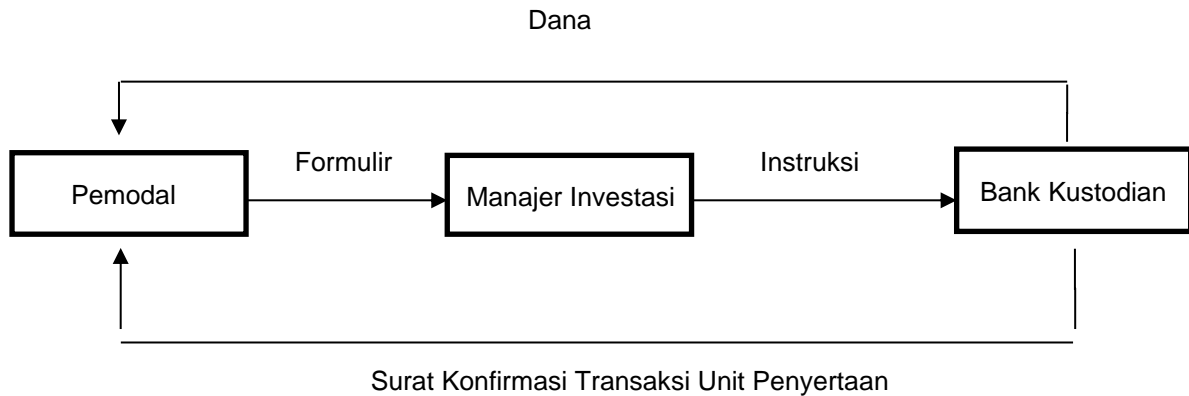 Dana
Formulir
Instruksi
Pemodal
Manajer Investasi
Bank Kustodian
Surat Konfirmasi Transaksi Unit Penyertaan